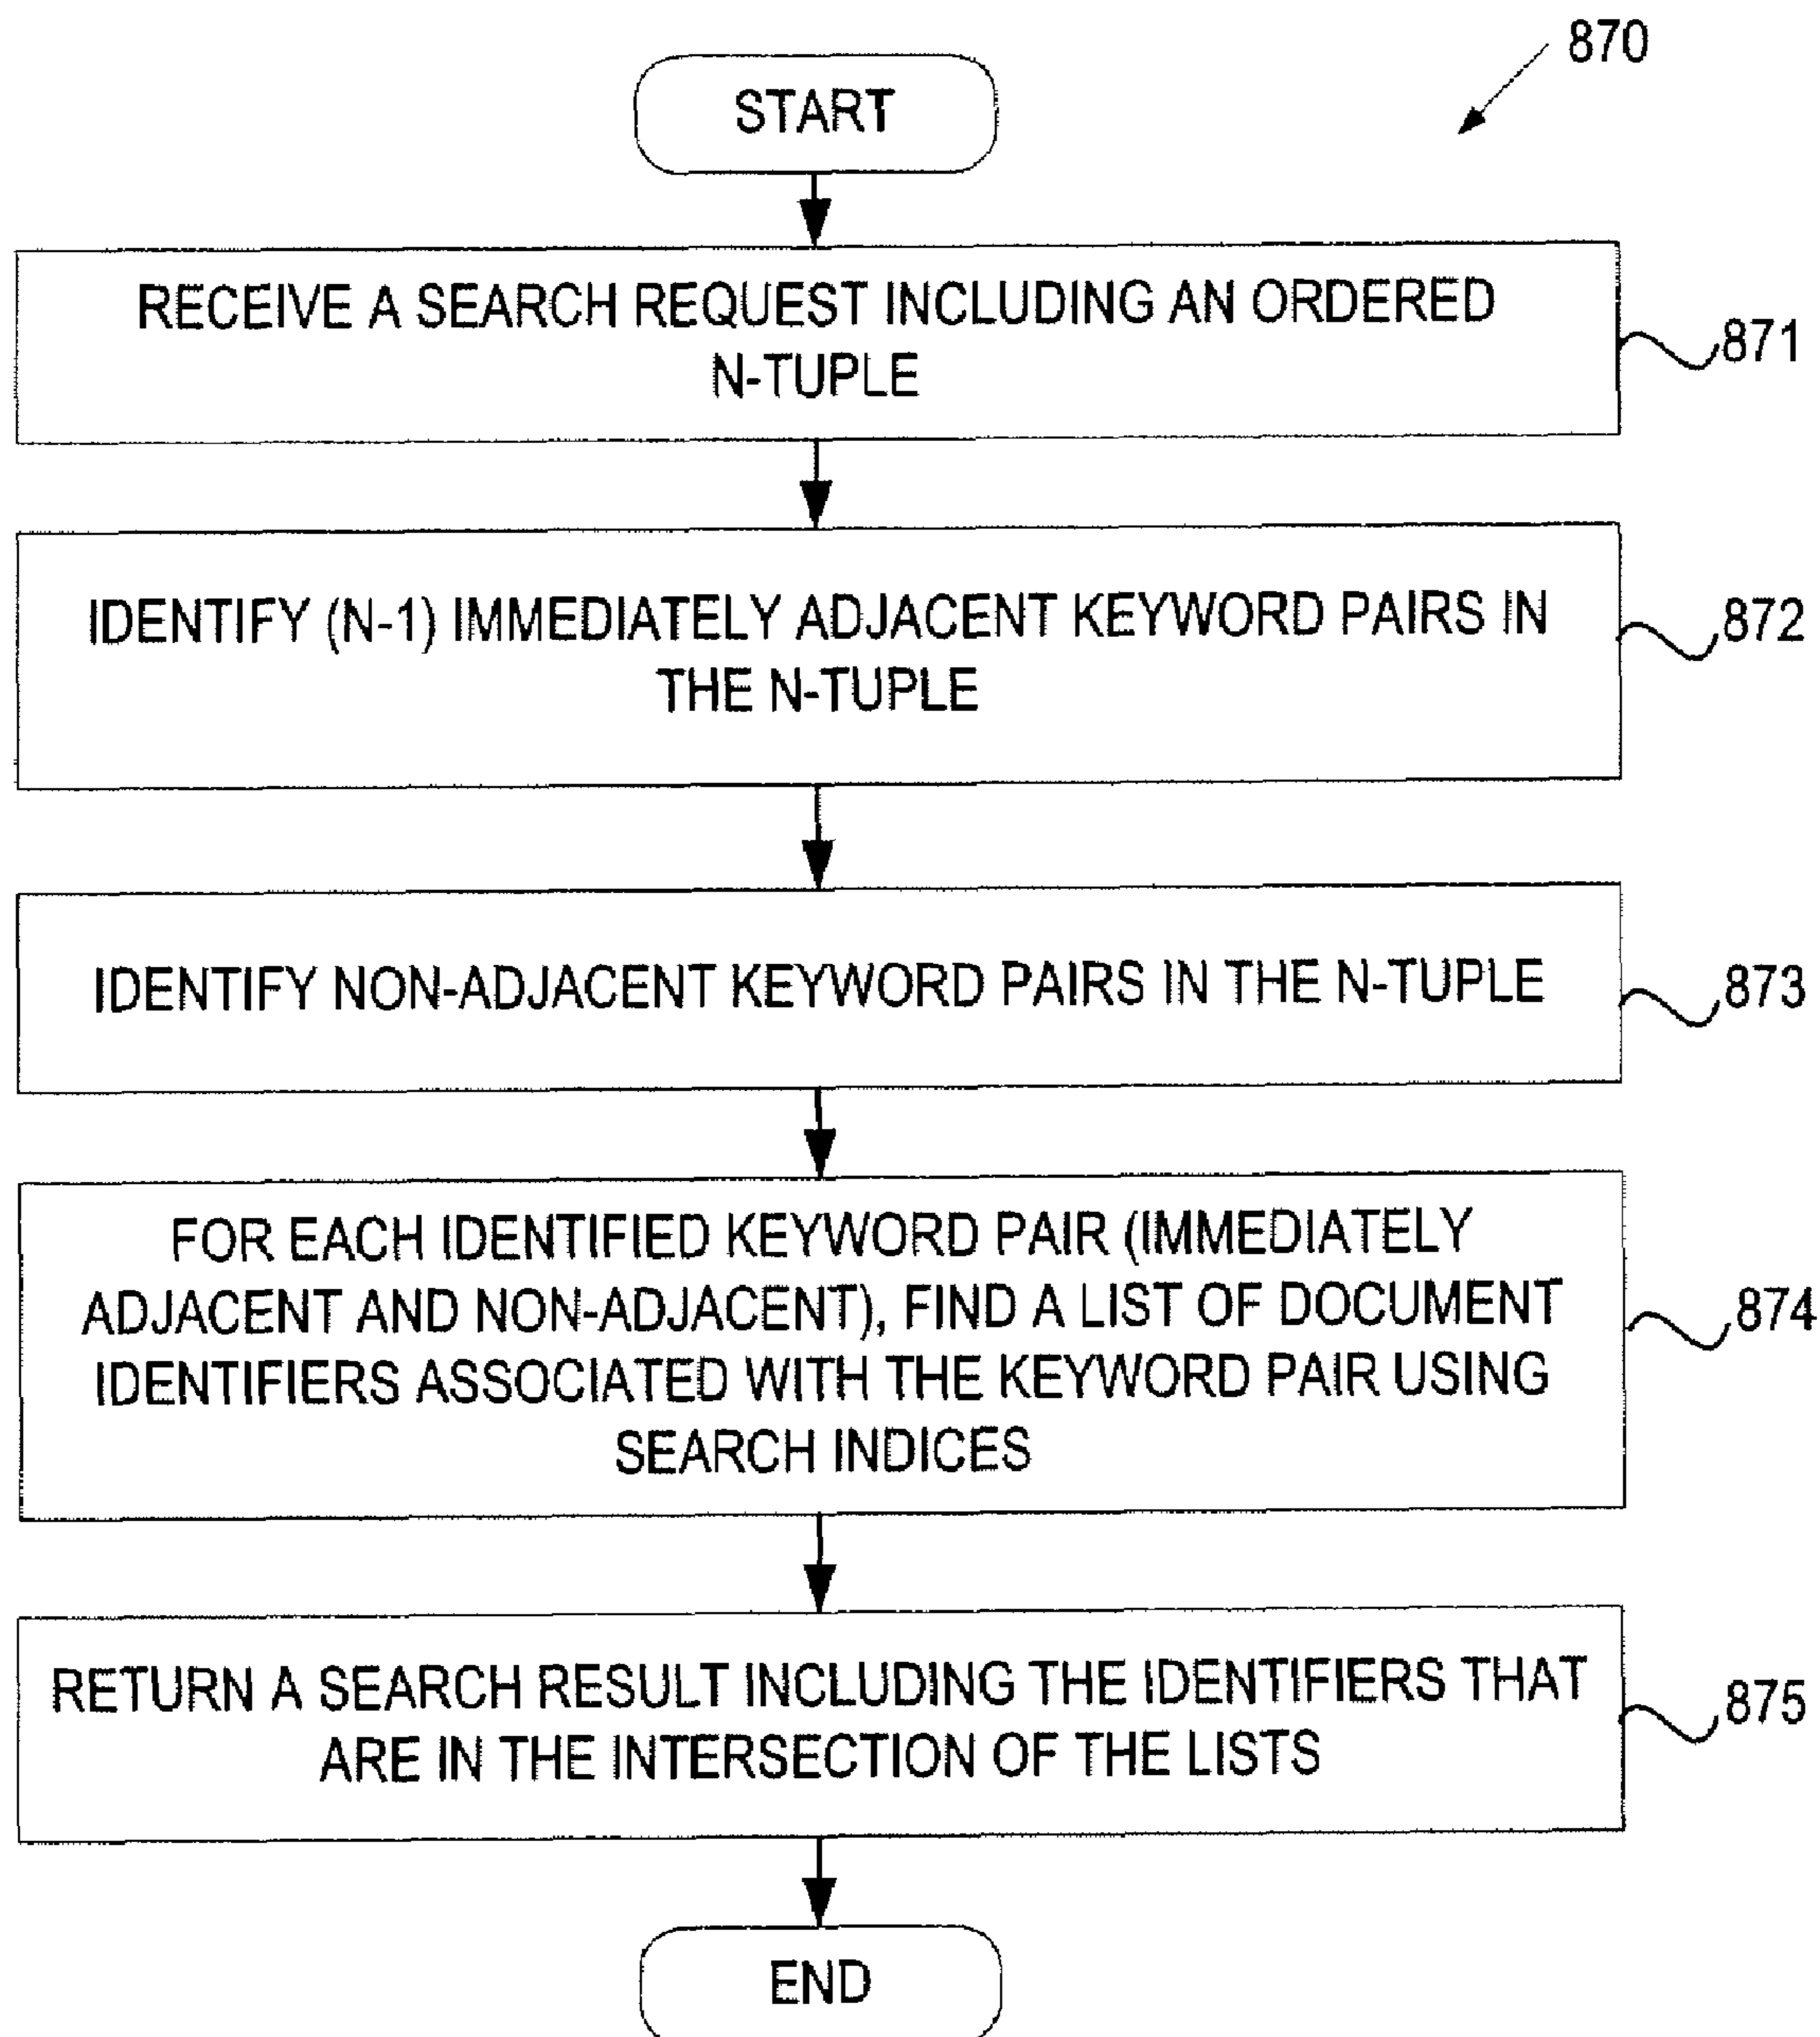 870
START
RECEIVE A SEARCH REQUEST INCLUDING AN ORDERED
N-TUPLE
871
IDENTIFY (N-1) IMMEDIATELY ADJACENT KEYWORD PAIRS IN
THE N-TUPLE
872
IDENTIFY NON-ADJACENT KEYWORD PAIRS IN THE N-TUPLE
873
FOR EACH IDENTIFIED KEYWORD PAIR (IMMEDIATELY
ADJACENT AND NON-ADJACENT), FIND A LIST OF DOCUMENT
IDENTIFIERS ASSOCIATED WITH THE KEYWORD PAIR USING
SEARCH INDICES
874
RETURN A SEARCH RESULT INCLUDING THE IDENTIFIERS THAT
ARE IN THE INTERSECTION OF THE LISTS
875
END